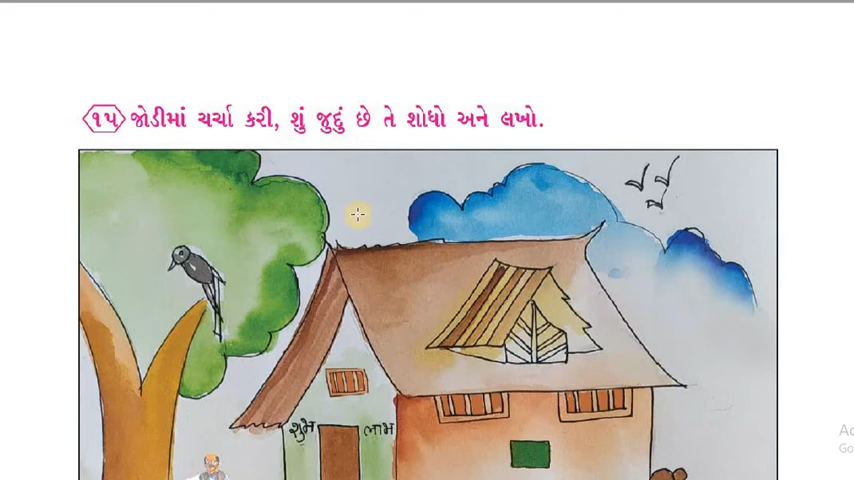 ૧૫ જોડીમાં ચર્ચા કરી, શું જુદું છે તે શોધો અને લખો.
શુભ લાભ